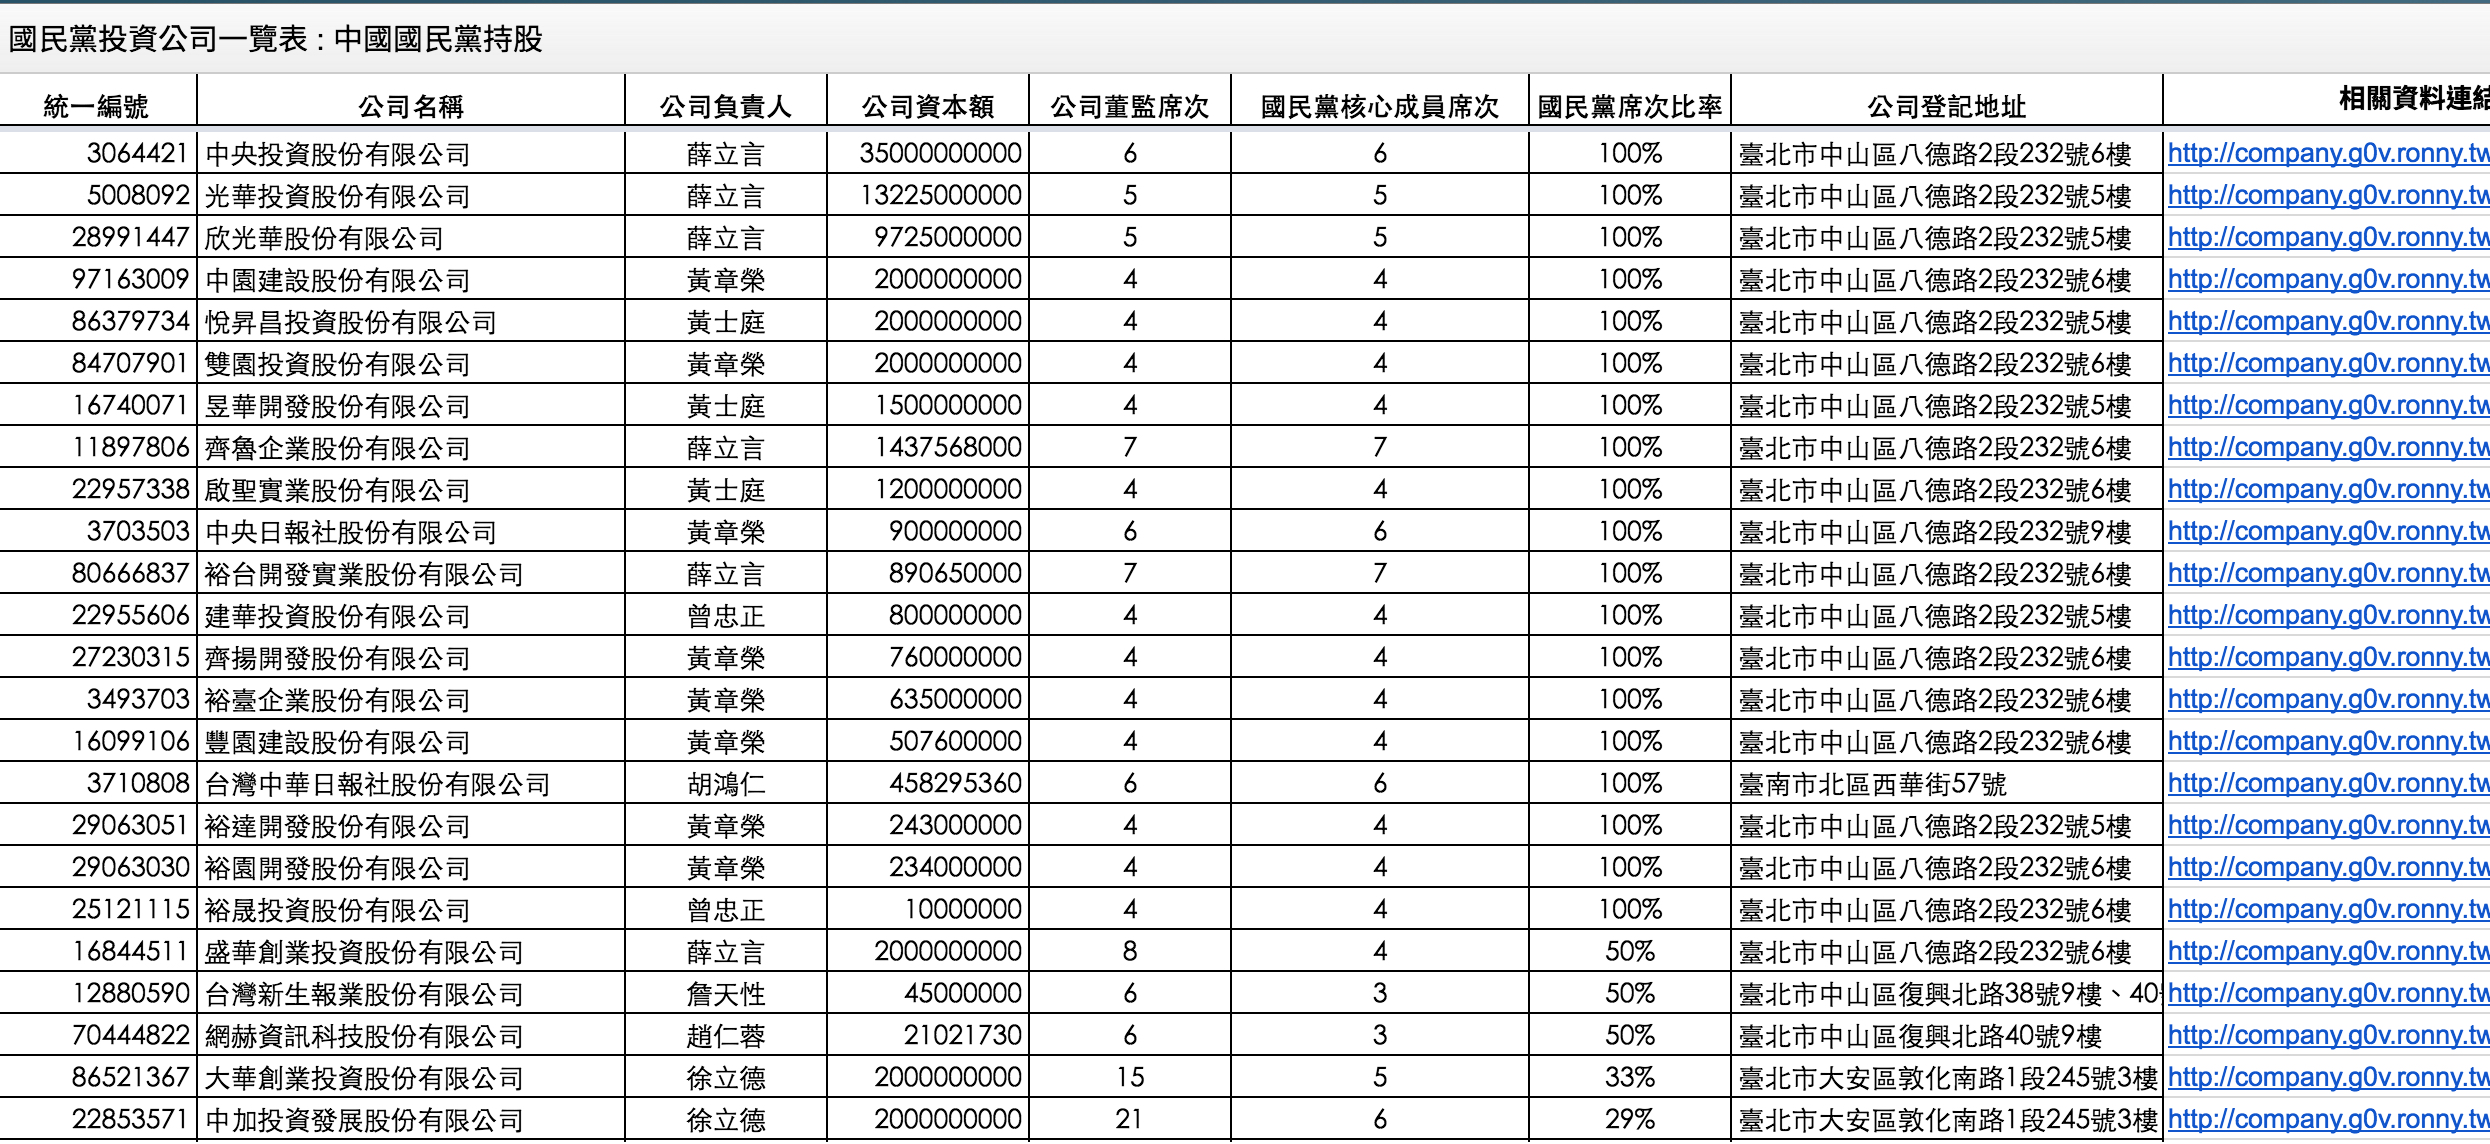 國民黨投資公司一覽表 : 中國國民黨持股
統一編號 公司名稱 公司負責人 公司資本額 公司董監席次 國民黨核心成員席次 國民黨席次比率 公司登記地址 相關資料連結
3064421 中央投資股份有限公司 薛立言 35000000000 6 6 100% 臺北市中山區八德路2段232號6樓 http://company.g0v.ronny.tw
5008092 光華投資股份有限公司 薛立言 13225000000 5 5 100% 臺北市中山區八德路2段232號5樓 http://company.g0v.ronny.tw
28991447 欣光華股份有限公司 薛立言 9725000000 5 5 100% 臺北市中山區八德路2段232號5樓 http://company.g0v.ronny.tw
97163009 中園建設股份有限公司 黃章榮 2000000000 4 4 100% 臺北市中山區八德路2段232號6樓 http://company.g0v.ronny.tw
86379734 悅昇昌投資股份有限公司 黃士庭 2000000000 4 4 100% 臺北市中山區八德路2段232號5樓 http://company.g0v.ronny.tw
84707901 雙園投資股份有限公司 黃章榮 2000000000 4 4 100% 臺北市中山區八德路2段232號6樓 http://company.g0v.ronny.tw
16740071 昱華開發股份有限公司 黃士庭 1500000000 4 4 100% 臺北市中山區八德路2段232號5樓 http://company.g0v.ronny.tw
11897806 齊魯企業股份有限公司 薛立言 1437568000 7 7 100% 臺北市中山區八德路2段232號6樓 http://company.g0v.ronny.tw
22957338 啟聖實業股份有限公司 黃士庭 1200000000 4 4 100% 臺北市中山區八德路2段232號6樓 http://company.g0v.ronny.tw
3703503 中央日報社股份有限公司 黃章榮 900000000 6 6 100% 臺北市中山區八德路2段232號9樓 http://company.g0v.ronny.tw
80666837 裕台開發實業股份有限公司 薛立言 890650000 7 7 100% 臺北市中山區八德路2段232號6樓 http://company.g0v.ronny.tw
22955606 建華投資股份有限公司 曾忠正 800000000 4 4 100% 臺北市中山區八德路2段232號5樓 http://company.g0v.ronny.tw
27230315 齊揚開發股份有限公司 黃章榮 760000000 4 4 100% 臺北市中山區八德路2段232號6樓 http://company.g0v.ronny.tw
3493703 裕臺企業股份有限公司 黃章榮 635000000 4 4 100% 臺北市中山區八德路2段232號6樓 http://company.g0v.ronny.tw
16099106 豐園建設股份有限公司 黃章榮 507600000 4 4 100% 臺北市中山區八德路2段232號6樓 http://company.g0v.ronny.tw
3710808 台灣中華日報社股份有限公司 胡鴻仁 458295360 6 6 100% 臺南市北區西華街57號 http://company.g0v.ronny.tw
29063051 裕達開發股份有限公司 黃章榮 243000000 4 4 100% 臺北市中山區八德路2段232號5樓 http://company.g0v.ronny.tw
29063030 裕園開發股份有限公司 黃章榮 234000000 4 4 100% 臺北市中山區八德路2段232號6樓 http://company.g0v.ronny.tw
25121115 裕晟投資股份有限公司 曾忠正 10000000 4 4 100% 臺北市中山區八德路2段232號6樓 http://company.g0v.ronny.tw
16844511 盛華創業投資股份有限公司 薛立言 2000000000 8 4 50% 臺北市中山區八德路2段232號6樓 http://company.g0v.ronny.tw
12880590 台灣新生報業股份有限公司 詹天性 45000000 6 3 50% 臺北市中山區復興北路38號9樓、40 http://company.g0v.ronny.tw
70444822 網赫資訊科技股份有限公司 趙仁蓉 21021730 6 3 50% 臺北市中山區復興北路40號9樓 http://company.g0v.ronny.tw
86521367 大華創業投資股份有限公司 徐立德 2000000000 15 5 33% 臺北市大安區敦化南路1段245號3樓 http://company.g0v.ronny.tw
22853571 中加投資發展股份有限公司 徐立德 2000000000 21 6 29% 臺北市大安區敦化南路1段245號3樓 http://company.g0v.ronny.tw